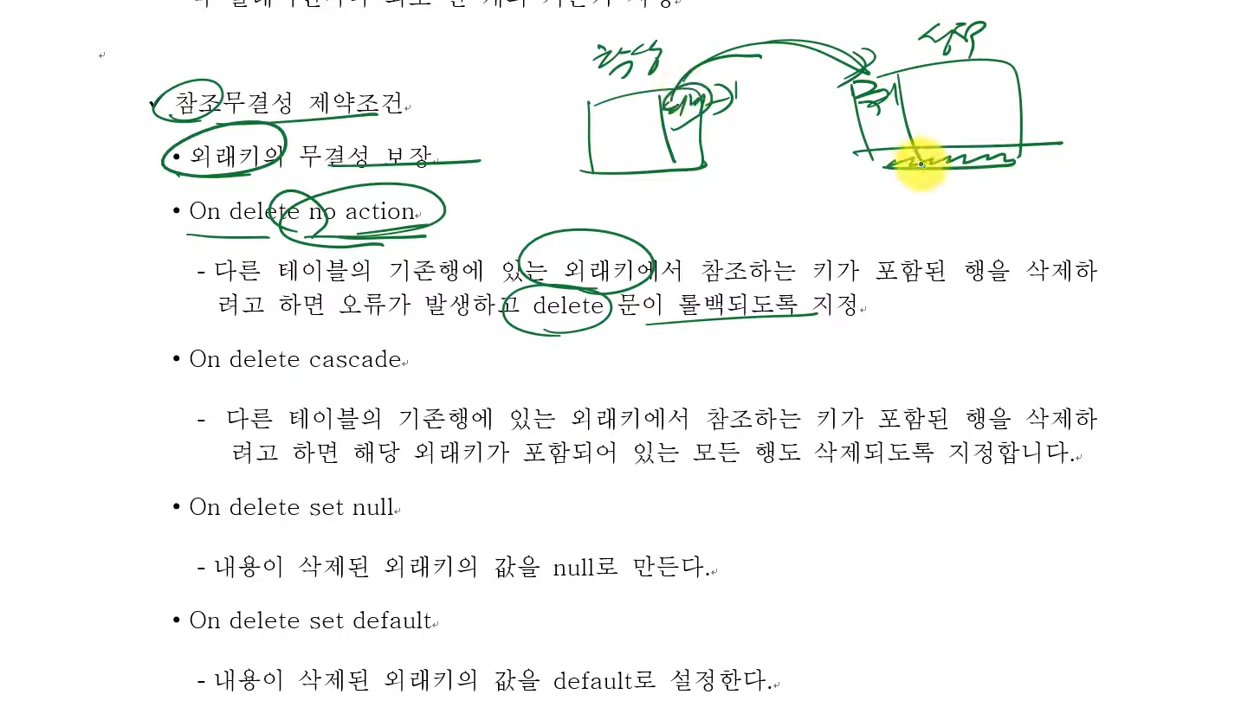 참조무결성 제약조건
• 외래키의 무결성 보장
• On delete no action
- 다른 테이블의 기존행에 있는 외래키에서 참조하는 키가 포함된 행을 삭제하
려고 하면 오류가 발생하고 delete 문이 롤백되도록 지정
• On delete cascade
- 다른 테이블의 기존행에 있는 외래키에서 참조하는 키가 포함된 행을 삭제하
려고 하면 해당 외래키가 포함되어 있는 모든 행도 삭제되도록 지정합니다.
• On delete set null
- 내용이 삭제된 외래키의 값을 null로 만든다.
• On delete set default
- 내용이 삭제된 외래키의 값을 default로 설정한다.